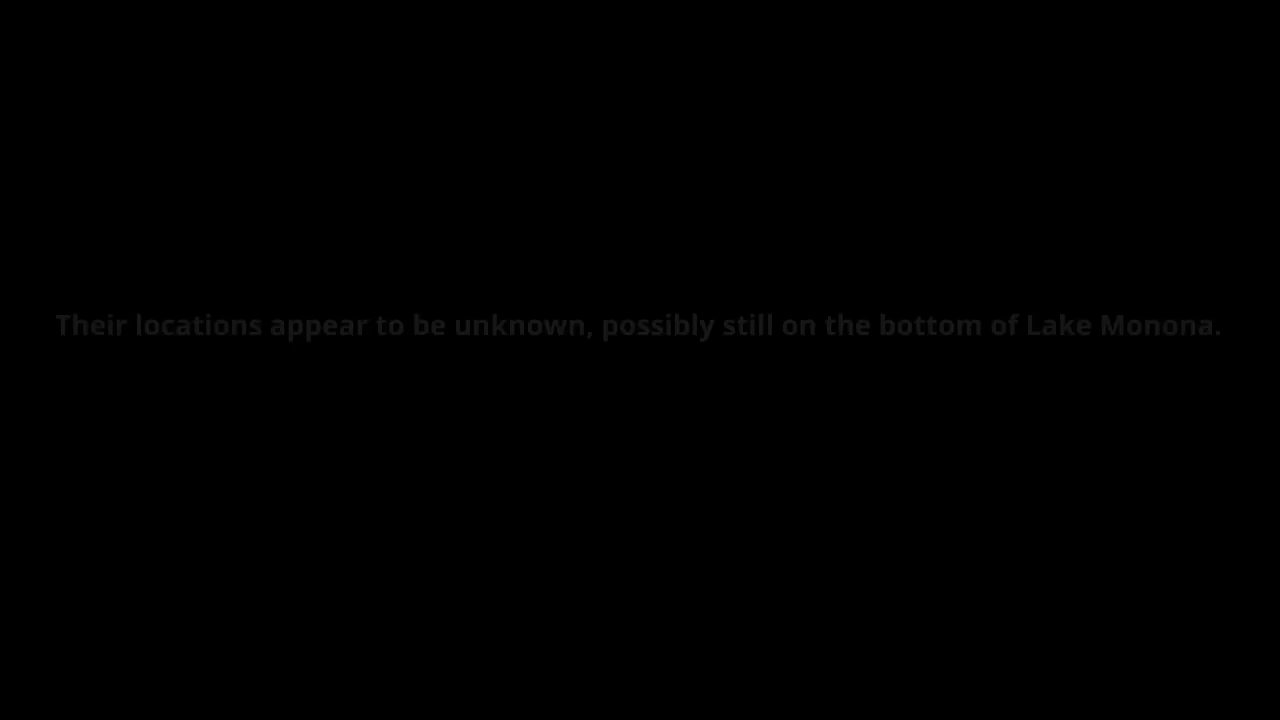 Their locations appear to be unknown, possibly still on the bottom of Lake Monona.